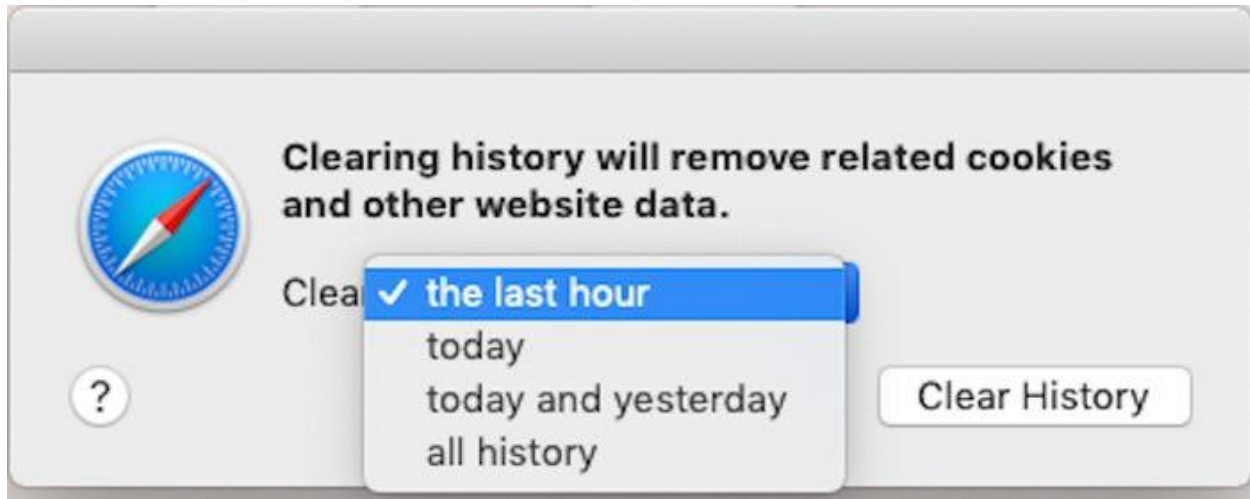 Clearing history will remove related cookies
and other website data.
Clea ✓ the last hour
today
today and yesterday
all history
? Clear History